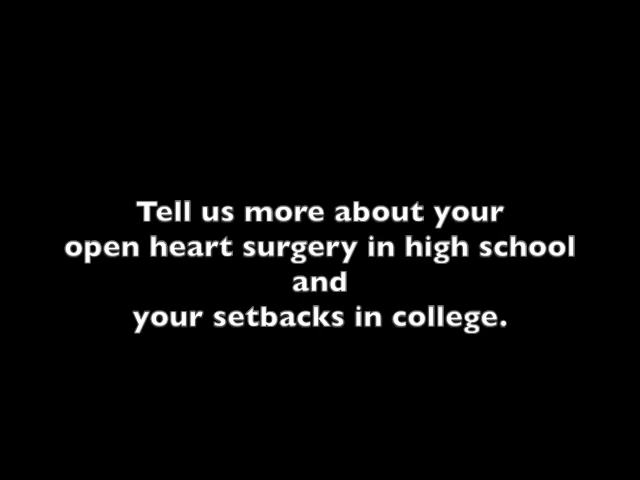 Tell us more about your
open heart surgery in high school
and
your setbacks in college.